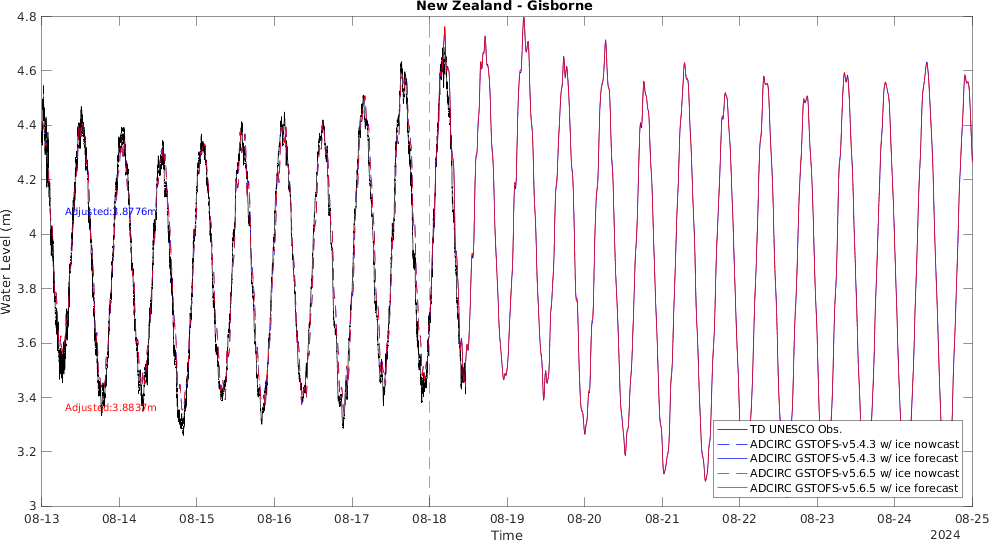 New Zealand - Gisborne
4.8
4.6
4.4
4.2
4
3.8
3.6
3.4
3.2
3
Water Level (m)
Adjusted:3.8776m
Adjusted:3.8837m
TD UNESCO Obs.
ADCIRC GSTOFS-v5.4.3 w/ ice nowcast
ADCIRC GSTOFS-v5.4.3 w/ ice forecast
ADCIRC GSTOFS-v5.6.5 w/ ice nowcast
ADCIRC GSTOFS-v5.6.5 w/ ice forecast
08-13 08-14 08-15 08-16 08-17 08-18 08-19 08-20 08-21 08-22 08-23 08-24 08-25
Time
2024